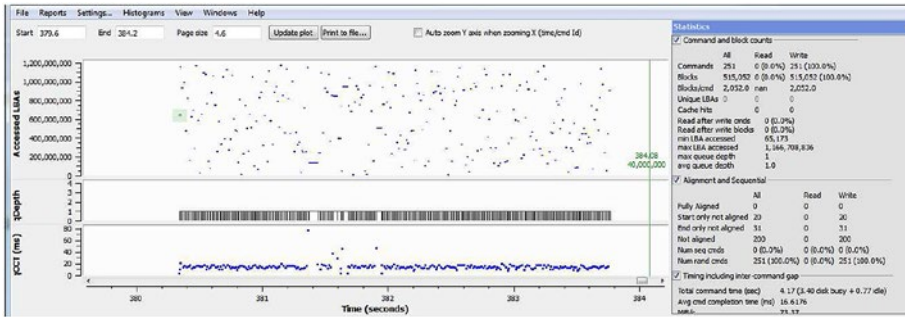 File Reports Settings... Histograms View Windows Help
Start 379.6 End 384.2 Page size 4.6 Update plot Print to file... Auto zoom Y axis when zooming X (time/cmd Id)
Accessed LBAs
1,200,000,000
1,000,000,000
800,000,000
600,000,000
400,000,000
200,000,000
384.08
40,000,000
qDepth
4
3
2
1
0
qCCT (ms)
80
60
40
20
0
380 381 382 383 384
Time (seconds)
Statistics
Command and block counts
All Read Write
Commands 251 0 (0.0%) 251 (100.0%)
Blocks 515,052 0 (0.0%) 515,052 (100.0%)
Blocks/cmd 2,052.0 nan 2,052.0
Unique LBAs 0 0 0
Cache hits 0 0 0
Read after write cmds 0 (0.0%)
Read after write blocks 0 (0.0%)
min LBA accessed 65,173
max LBA accessed 1,166,708,836
max queue depth 1
avg queue depth 1.0
Alignment and Sequential
All Read Write
Fully Aligned 0 0 0
Start only not aligned 20 0 20
End only not aligned 31 0 31
Not aligned 200 0 200
Num seq cmds 0 (0.0%) 0 (0.0%) 0 (0.0%)
Num rand cmds 251 (100.0%) 0 (0.0%) 251 (100.0%)
Timing including inter-command gap
Total command time (sec) 4.17 (3.40 disk busy + 0.77 idle)
Avg cmd completion time (ms) 16.6176